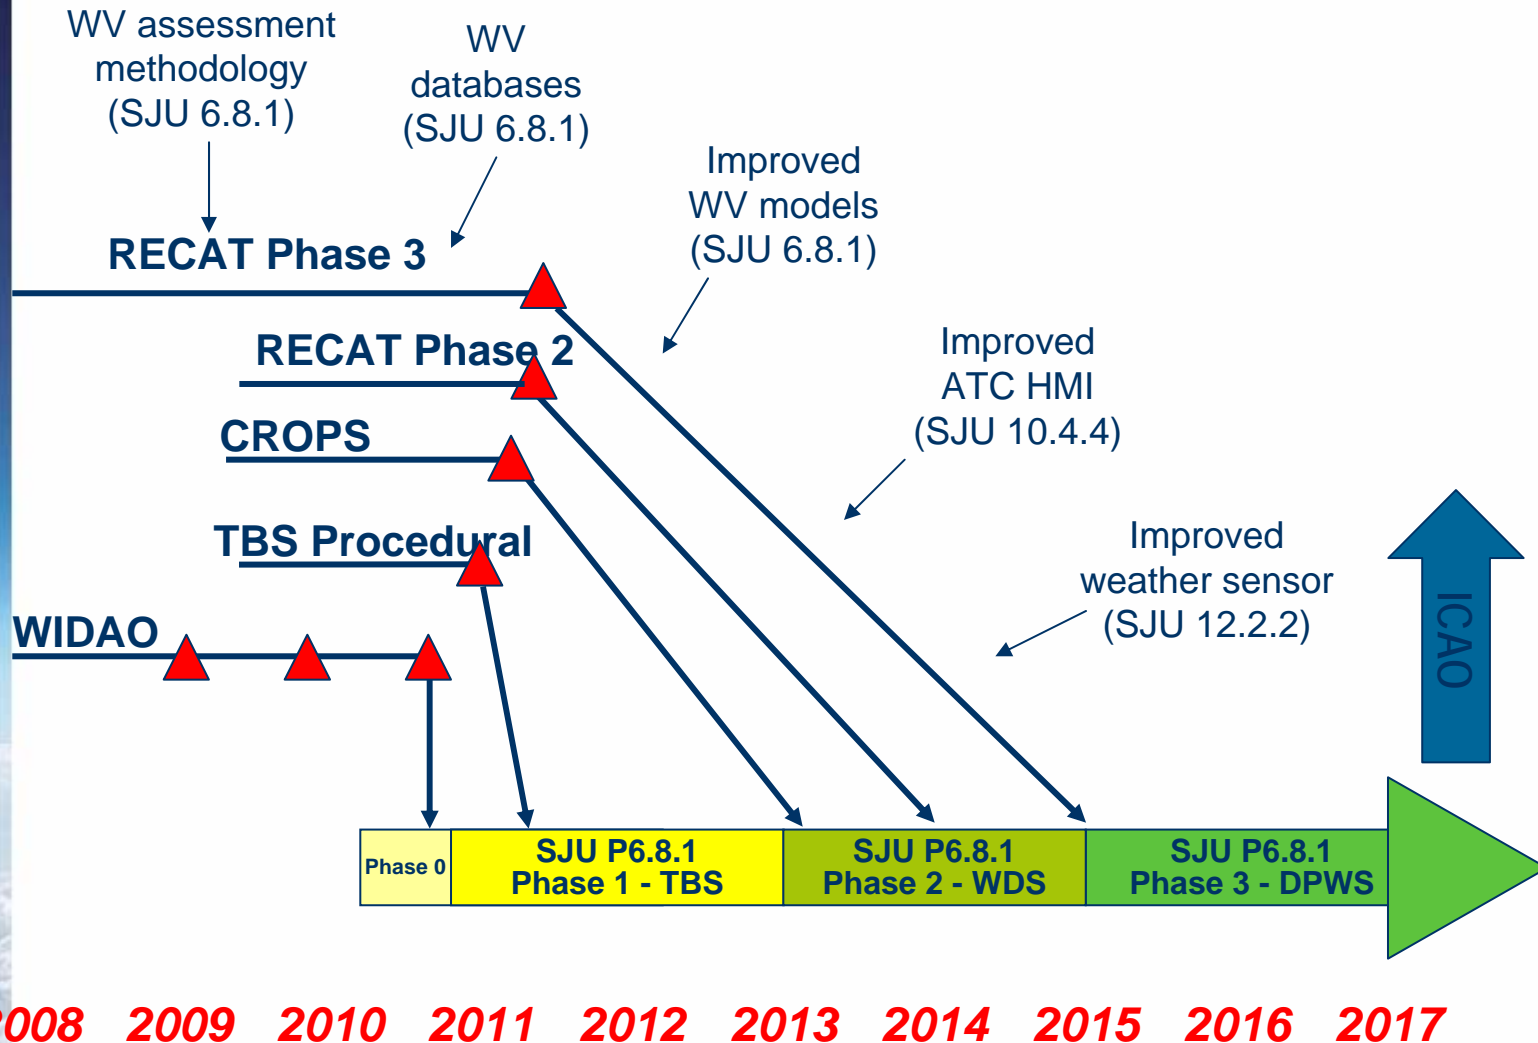 WV assessment
methodology
(SJU 6.8.1)
WV
databases
(SJU 6.8.1)
Improved
WV models
(SJU 6.8.1)
RECAT Phase 3
RECAT Phase 2
Improved
ATC HMI
(SJU 10.4.4)
CROPS
TBS Procedural
Improved
weather sensor
(SJU 12.2.2)
ICAO
WIDAO
Phase 0
SJU P6.8.1
Phase 1 - TBS
SJU P6.8.1
Phase 2 - WDS
SJU P6.8.1
Phase 3 - DPWS
2008 2009 2010 2011 2012 2013 2014 2015 2016 2017